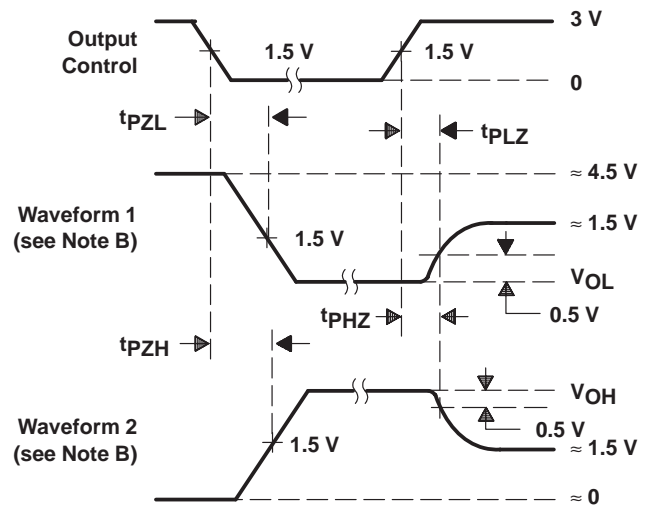 3 V
Output
Control
1.5 V
1.5 V
0
tPZL
tPLZ
≈ 4.5 V
Waveform 1
(see Note B)
≈ 1.5 V
1.5 V
VOL
tPHZ
0.5 V
tPZH
VOH
Waveform 2
(see Note B)
0.5 V
1.5 V
≈ 1.5 V
≈ 0